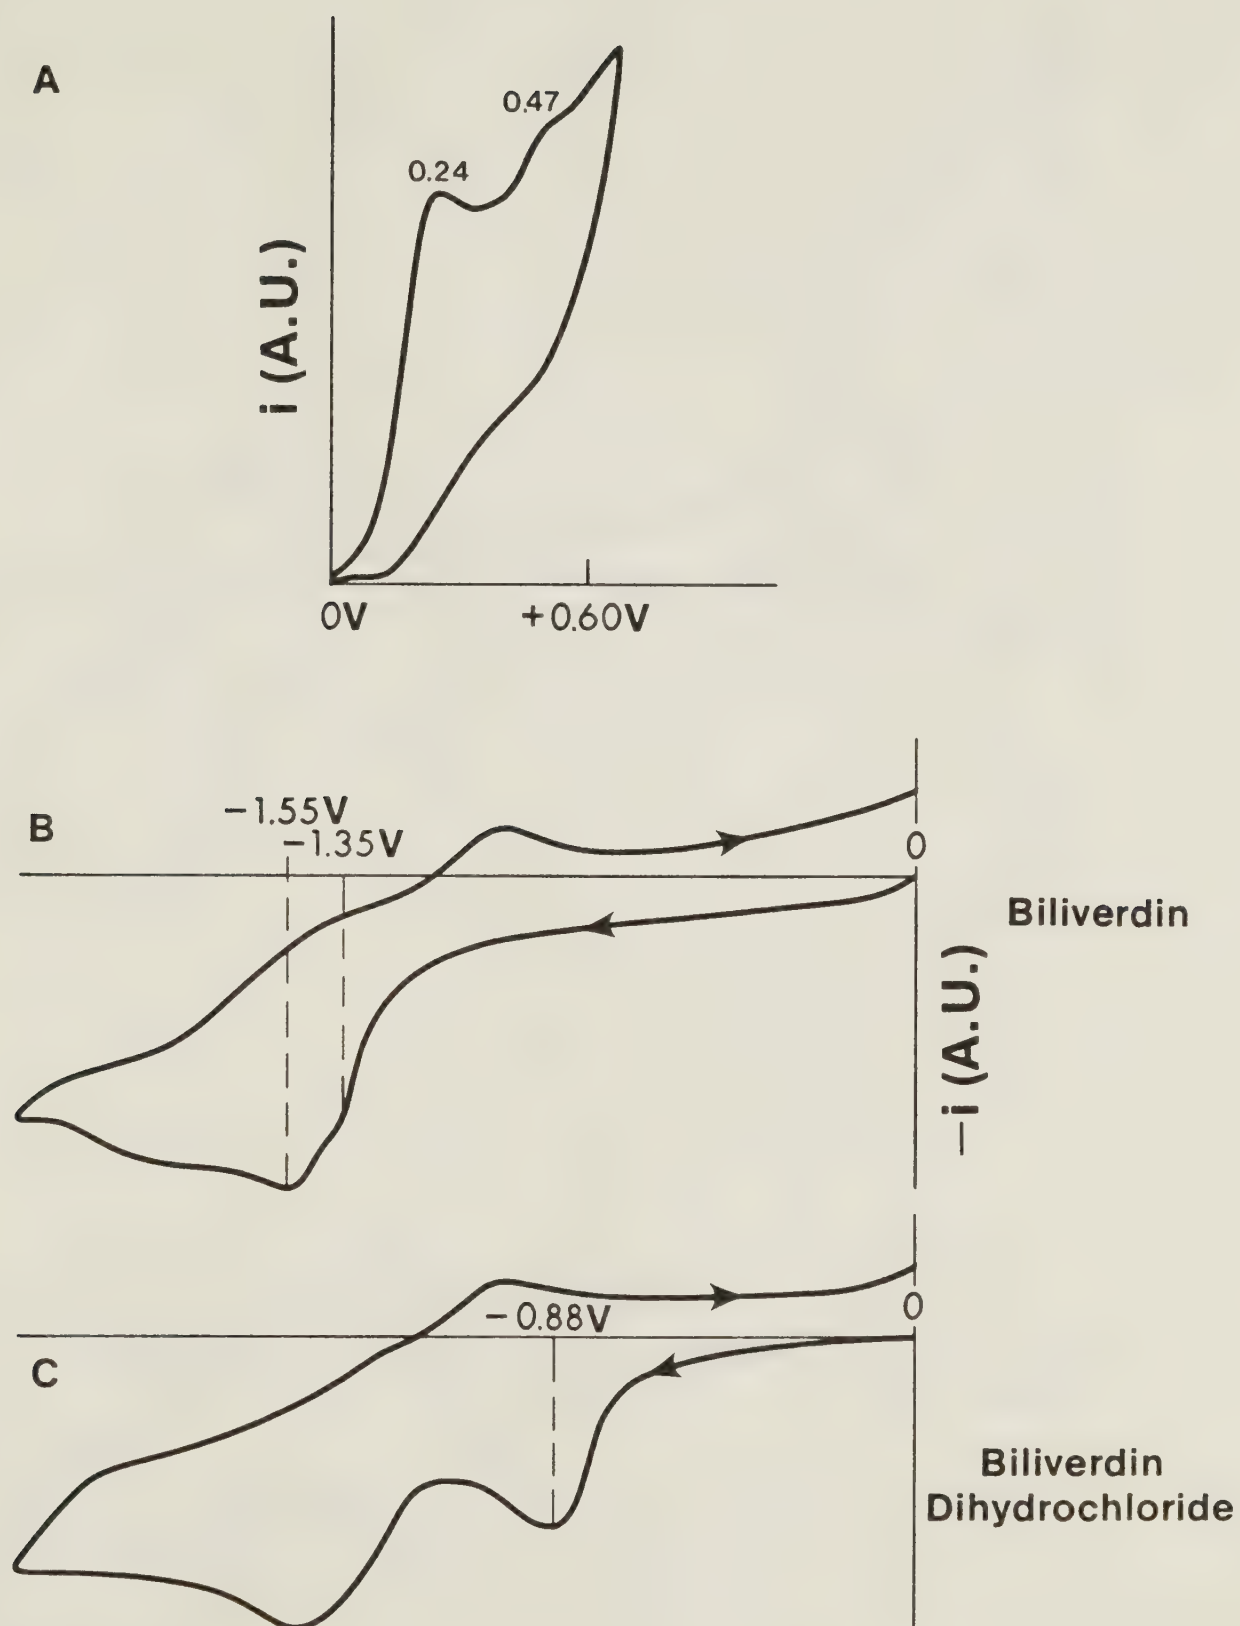 A
0.47
0.24
i (A.U.)
0V
+0.60V
−1.55V
B
−1.35V
0
Biliverdin
−i (A.U.)
0
−0.88V
C
Biliverdin
Dihydrochloride